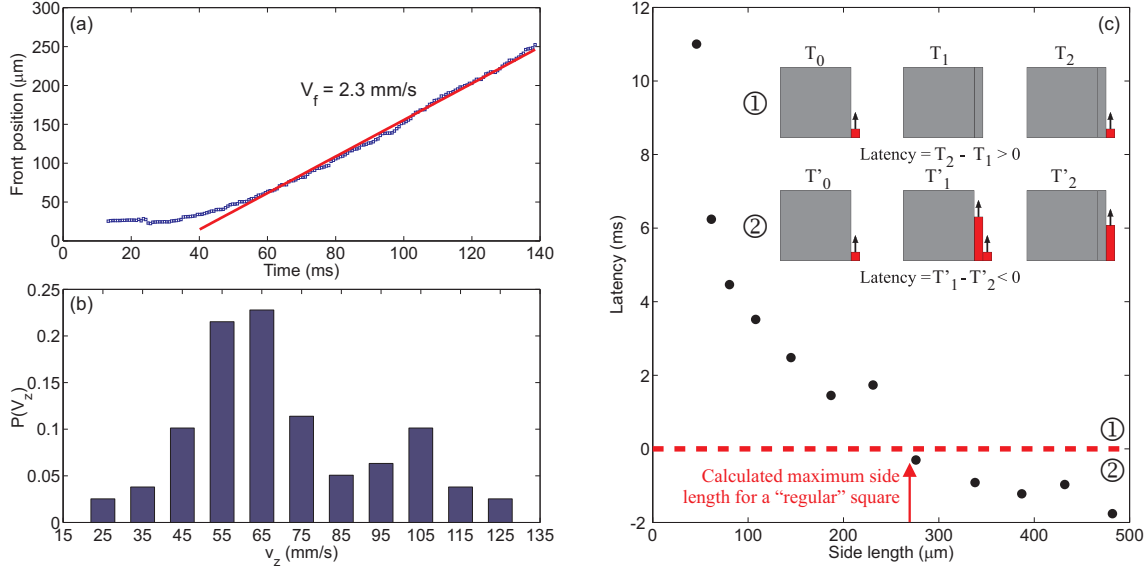 (a)
300
250
200
150
100
50
0
Front position (μm)
V_f = 2.3 mm/s
0 20 40 60 80 100 120 140
Time (ms)
(b)
0.25
0.2
0.15
0.1
0.05
0
P(V_z)
15 25 35 45 55 65 75 85 95 105 115 125 135
v_z (mm/s)
(c)
12
10
8
6
4
2
0
-2
Latency (ms)
T_0 T_1 T_2
①
Latency = T_2 - T_1 > 0
T'_0 T'_1 T'_2
②
Latency = T'_1 - T'_2 < 0
①
②
Calculated maximum side
length for a “regular” square
0 100 200 300 400 500
Side length (μm)